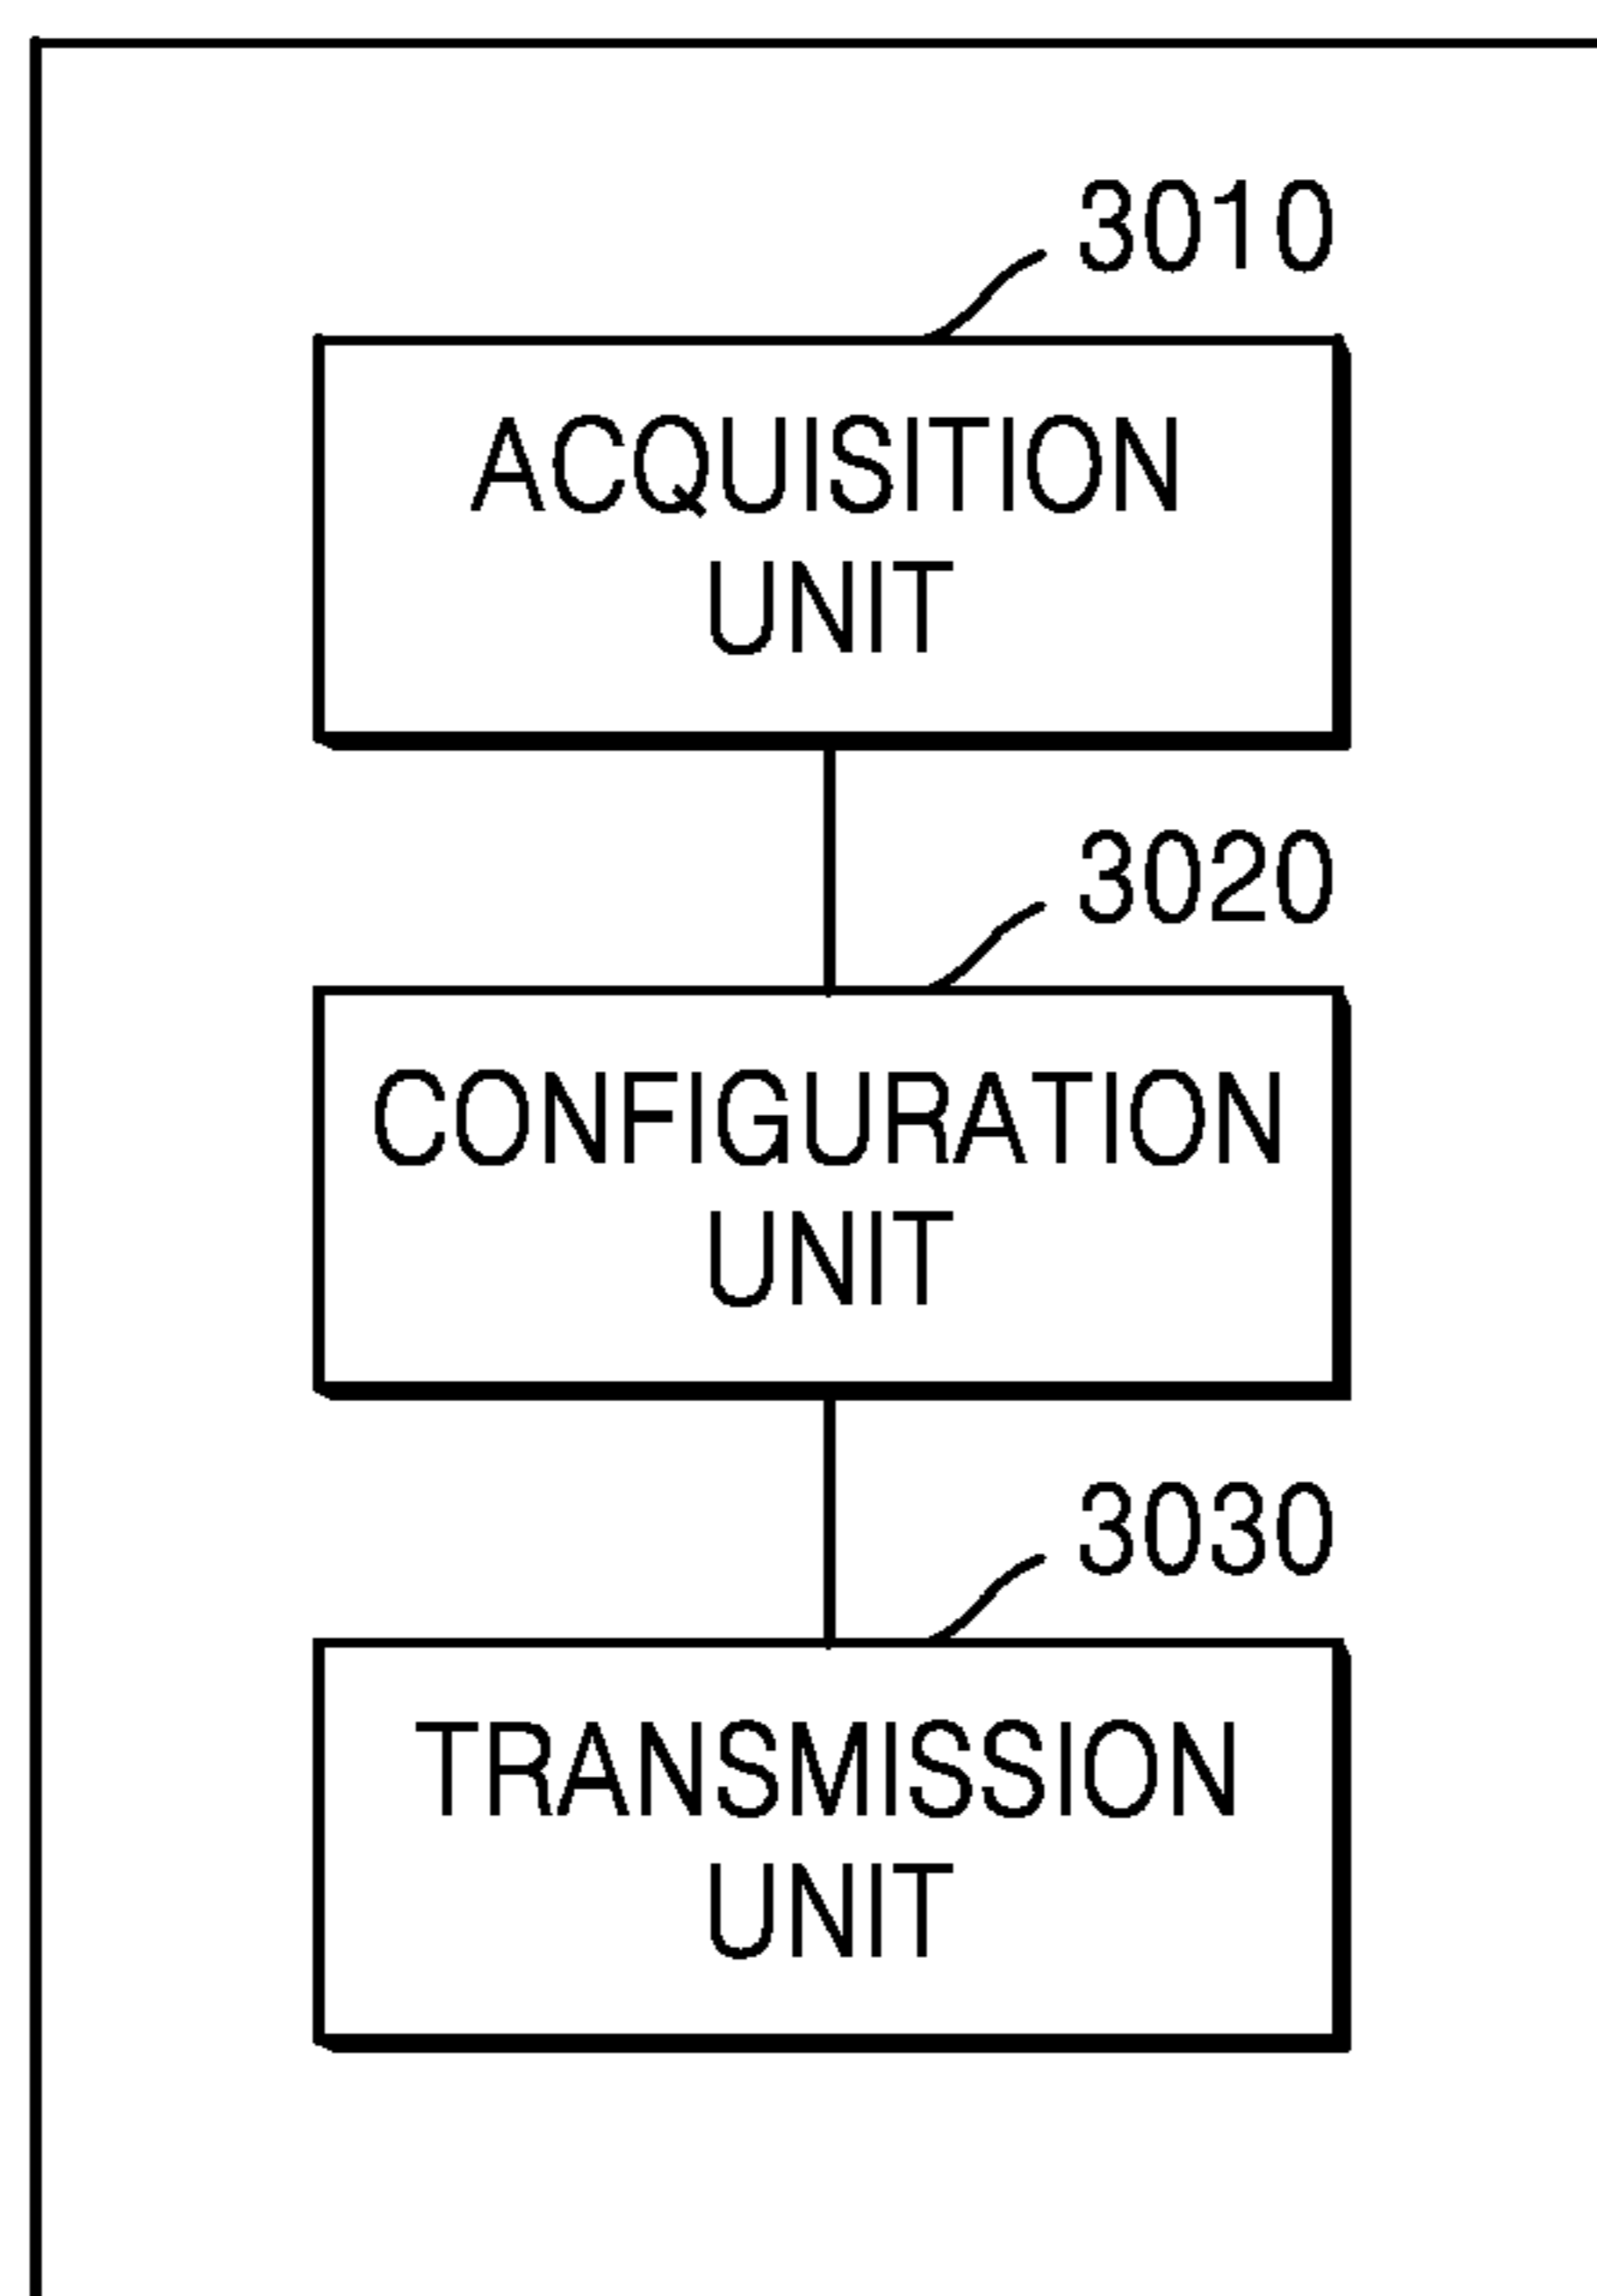 3010
ACQUISITION
UNIT
3020
CONFIGURATION
UNIT
3030
TRANSMISSION
UNIT